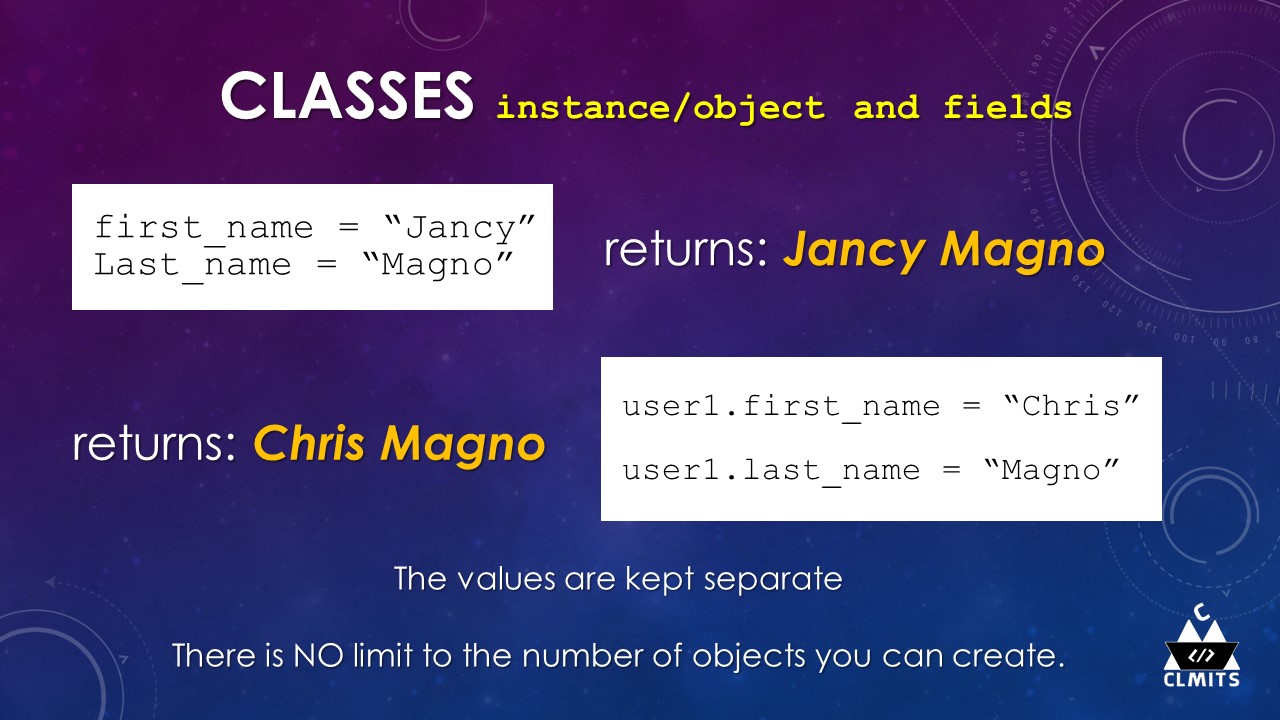 CLASSES instance/object and fields
first_name = “Jancy”
Last_name = “Magno”
returns: Jancy Magno
returns: Chris Magno
user1.first_name = “Chris”
user1.last_name = “Magno”
The values are kept separate
There is NO limit to the number of objects you can create.
C
</>
CLMITS